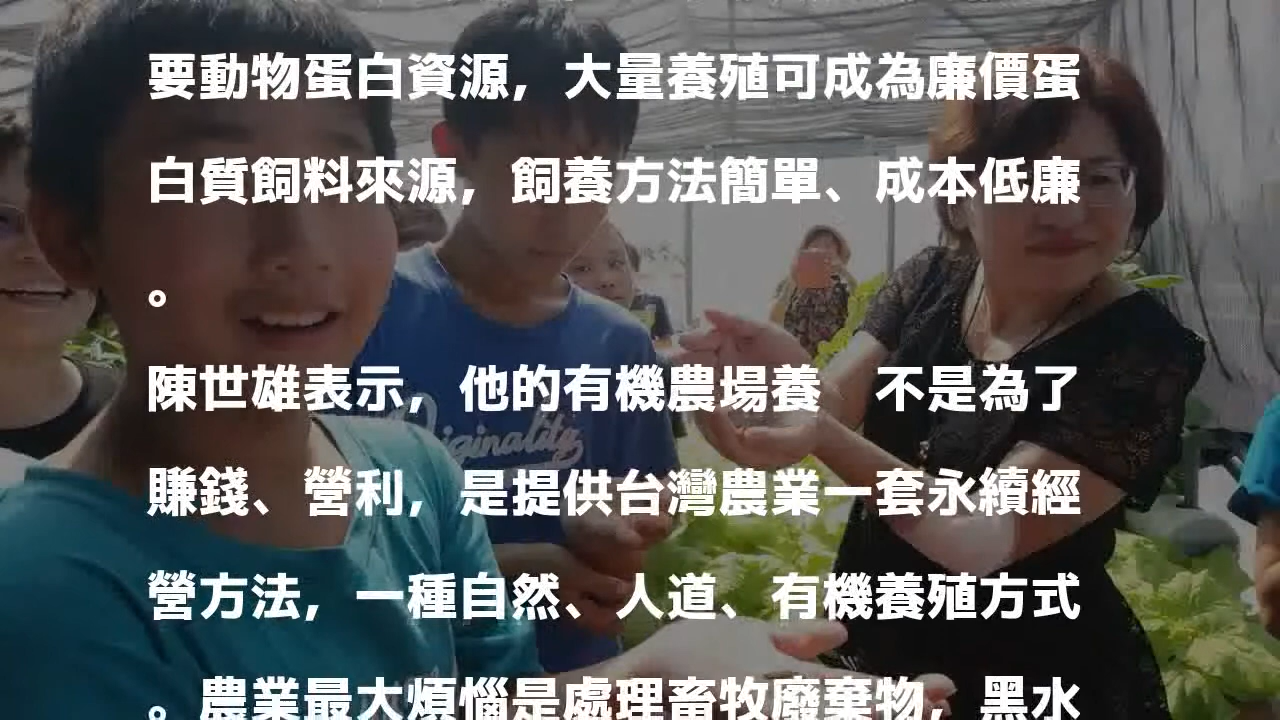 要動物蛋白資源，大量養殖可成為廉價蛋
白質飼料來源，飼養方法簡單、成本低廉
。
陳世雄表示，他的有機農場養　不是為了
賺錢、營利，是提供台灣農業一套永續經
營方法，一種自然、人道、有機養殖方式
。農業最大煩惱是處理畜牧廢棄物，黑水
Originality